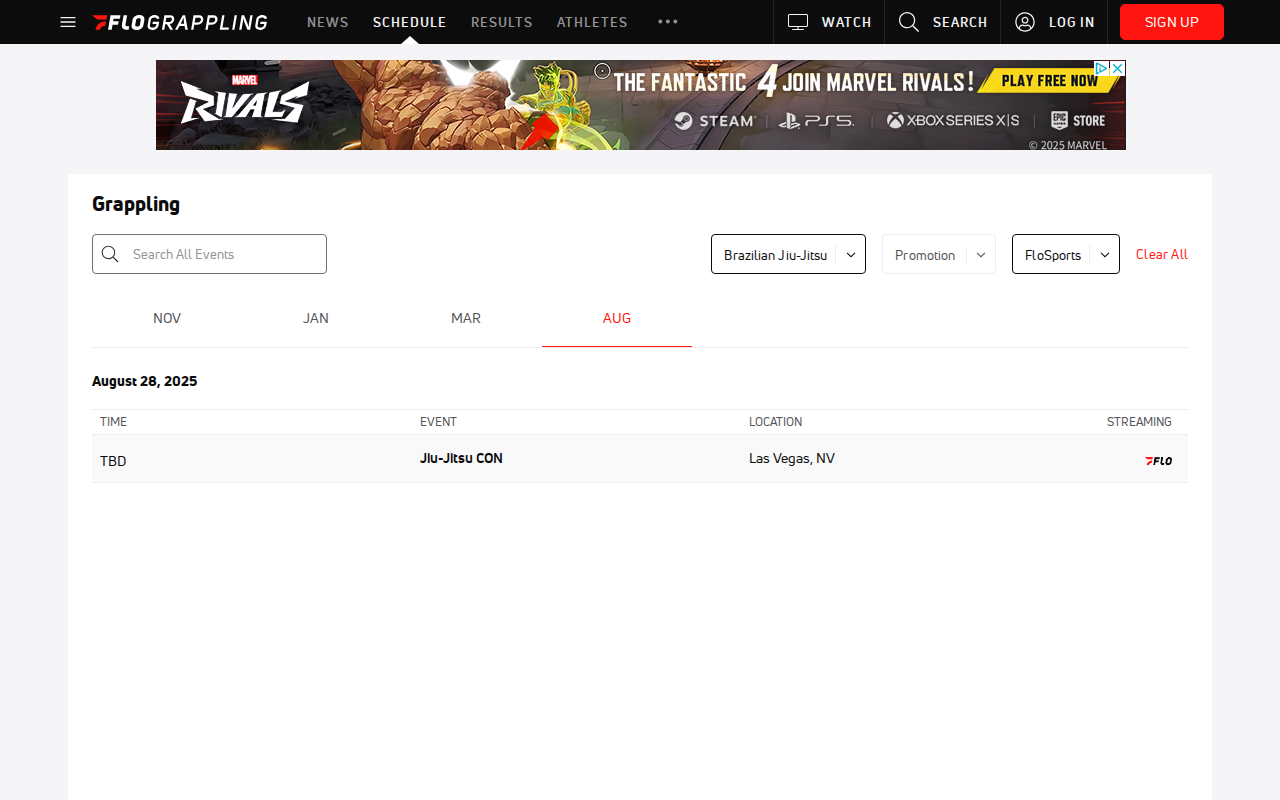 FLOGRAPPLING NEWS SCHEDULE RESULTS ATHLETES WATCH SEARCH LOG IN SIGN UP
MARVEL
RIVALS
THE FANTASTIC 4 JOIN MARVEL RIVALS! PLAY FREE NOW
STEAM PS5 XBOX SERIES X|S EPIC GAMES STORE
© 2025 MARVEL
Grappling
Search All Events Brazilian Jiu-Jitsu Promotion FloSports Clear All
NOV JAN MAR AUG
August 28, 2025
TIME EVENT LOCATION STREAMING
TBD Jiu-Jitsu CON Las Vegas, NV FLO